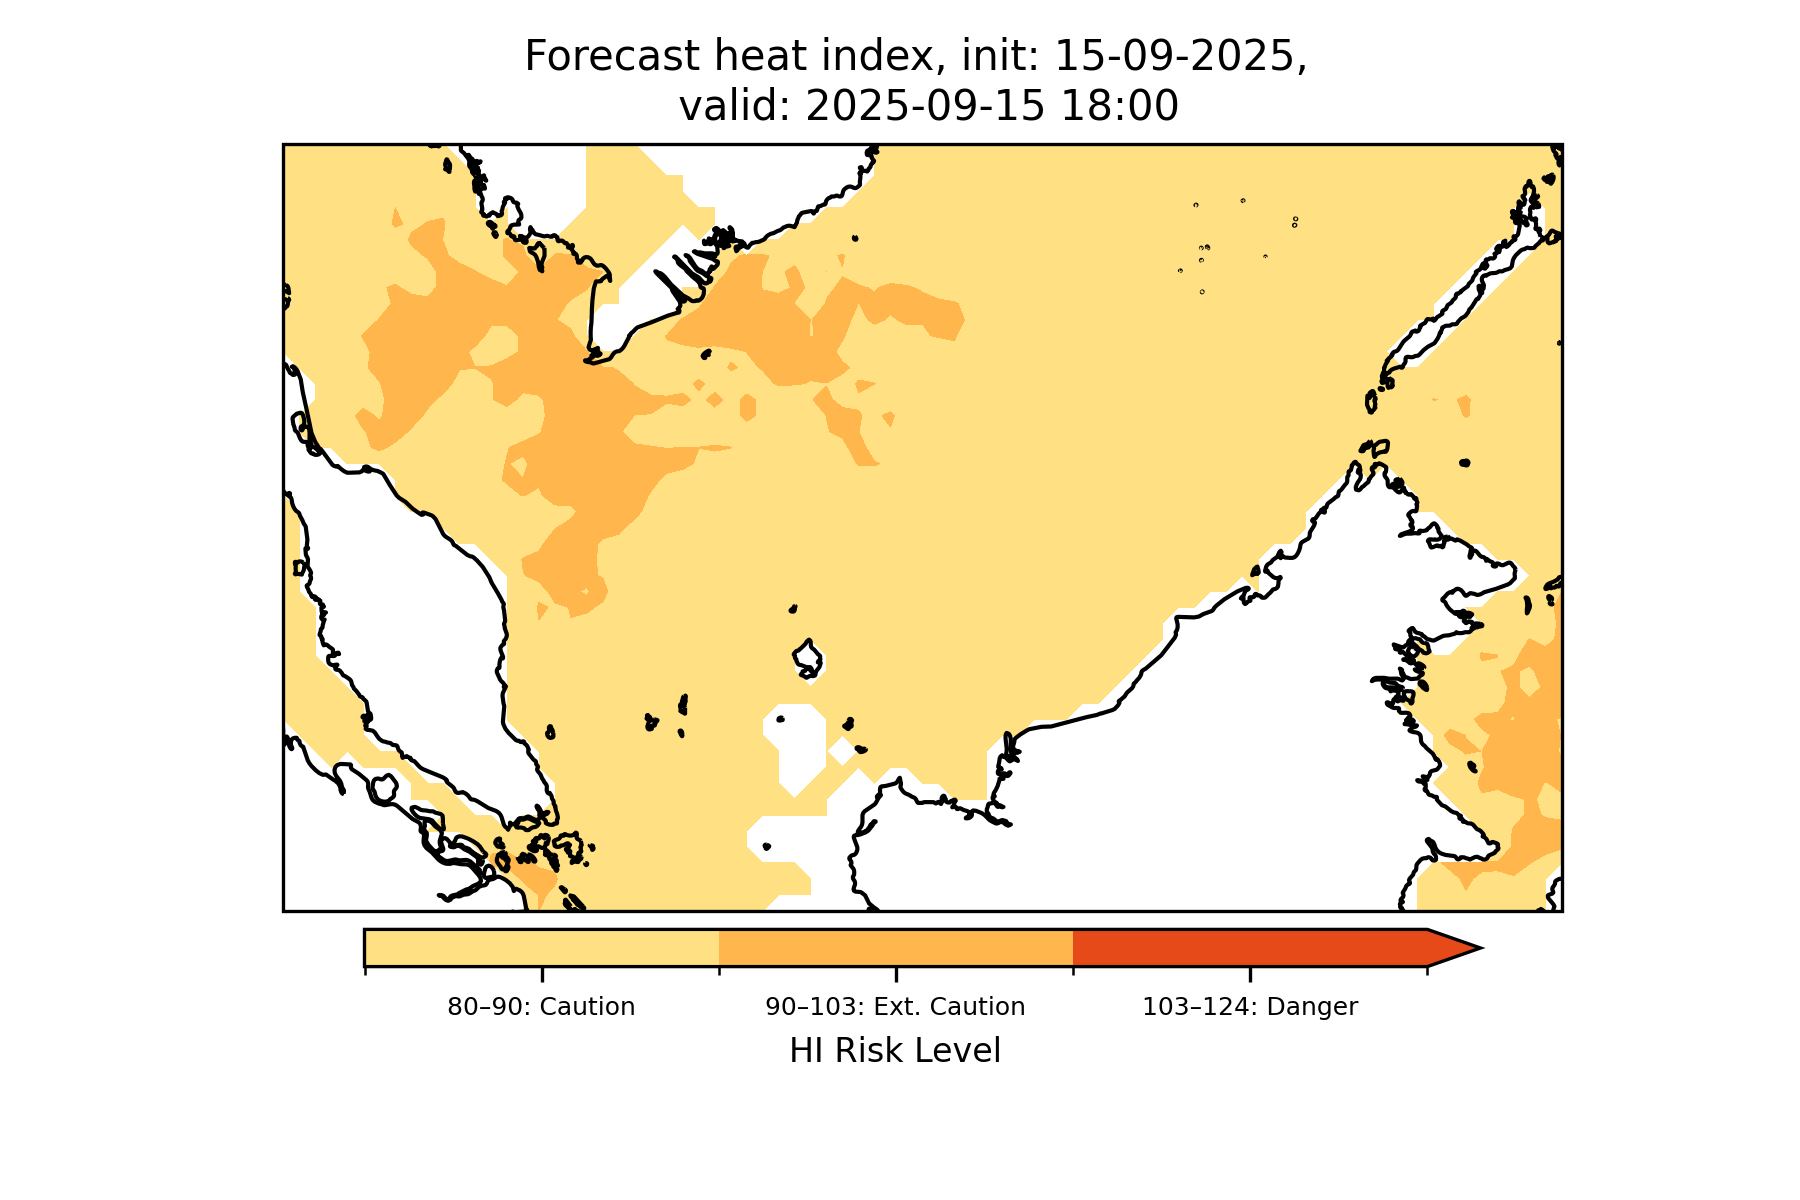 Forecast heat index, init: 15-09-2025,
valid: 2025-09-15 18:00
80–90: Caution
90–103: Ext. Caution
103–124: Danger
HI Risk Level